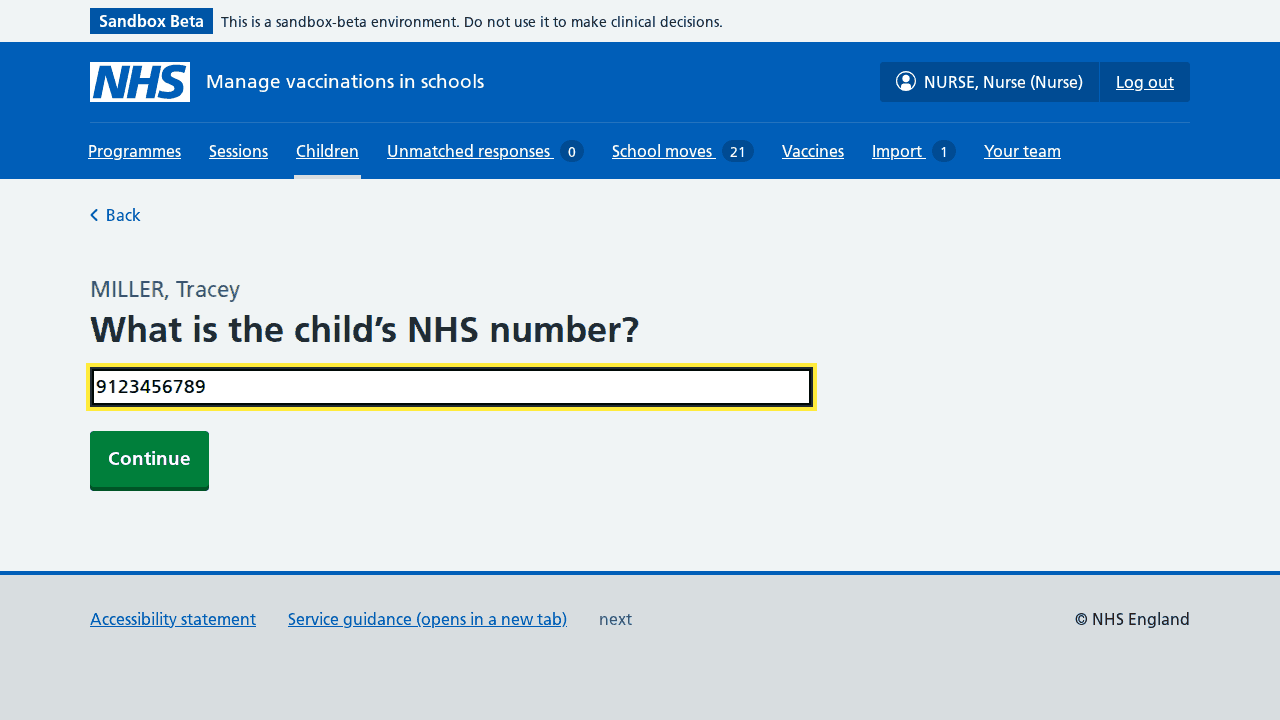 Sandbox Beta This is a sandbox-beta environment. Do not use it to make clinical decisions.
NHS Manage vaccinations in schools NURSE, Nurse (Nurse) Log out
Programmes Sessions Children Unmatched responses 0 School moves 21 Vaccines Import 1 Your team
Back
MILLER, Tracey
What is the child’s NHS number?
9123456789
Continue
Accessibility statement Service guidance (opens in a new tab) next © NHS England